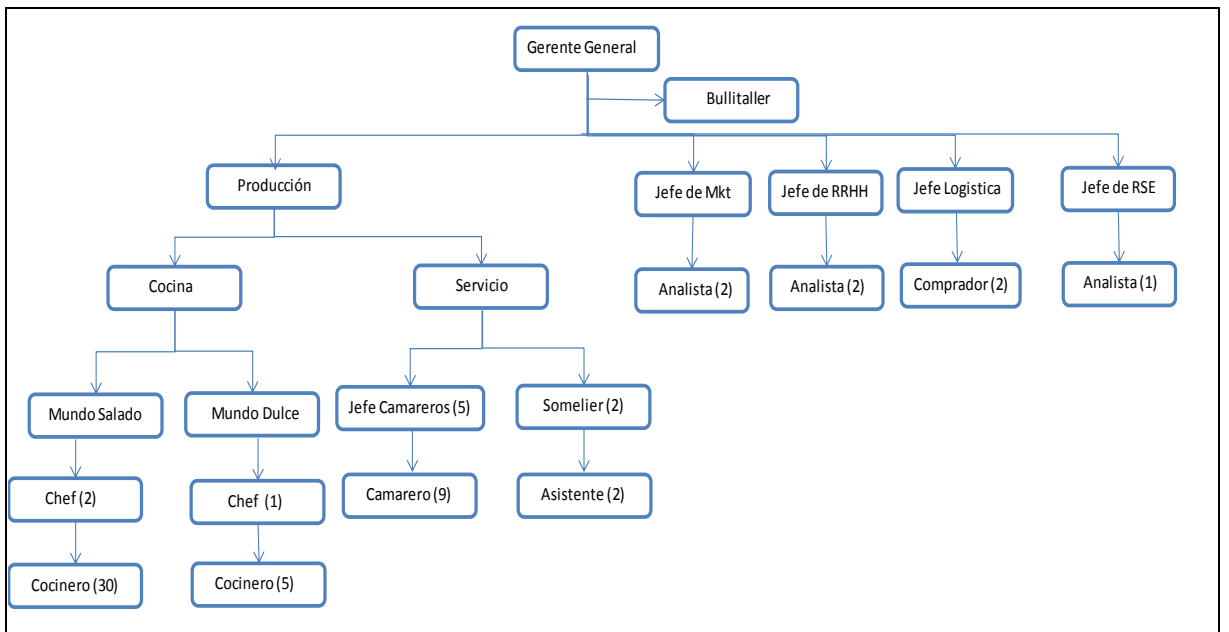 Gerente General
Bullitaller
Producción
Jefe de Mkt
Jefe de RRHH
Jefe Logistica
Jefe de RSE
Cocina
Servicio
Analista (2)
Analista (2)
Comprador (2)
Analista (1)
Mundo Salado
Mundo Dulce
Jefe Camareros (5)
Somelier (2)
Chef (2)
Chef (1)
Camarero (9)
Asistente (2)
Cocinero (30)
Cocinero (5)